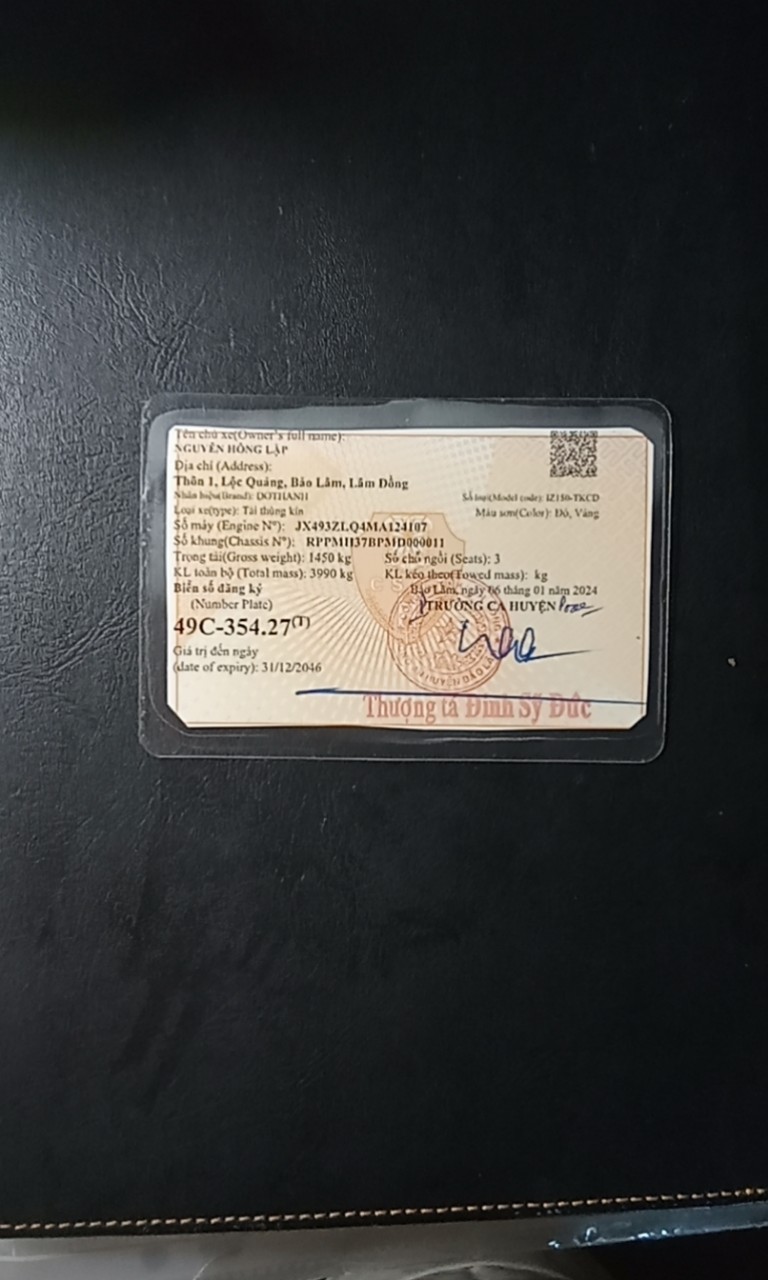 Tên chủ xe(Owner's full name):
NGUYỄN HỒNG LẬP
Địa chỉ (Address):
Thôn 1, Lộc Quảng, Bảo Lâm, Lâm Đồng
Nhãn hiệu(Brand): DOTHANH Số loại(Model code): IZ150-TKCD
Loại xe(type): Tải thùng kín Màu sơn(Color): Đỏ, Vàng
Số máy (Engine N°): JX493ZLQ4MA124107
Số khung(Chassis N°): RPPMH37BPMD000011
Trọng tải(Gross weight): 1450 kg Số chỗ ngồi (Seats): 3
KL toàn bộ (Total mass): 3990 kg KL kéo theo(Towed mass): kg
Biển số đăng ký Bảo Lâm, ngày 06 tháng 01 năm 2024
(Number Plate) TRƯỞNG CA HUYỆN
49C-354.27(T)
Giá trị đến ngày
(date of expiry): 31/12/2046
Thượng tá Đinh Sỹ Đức